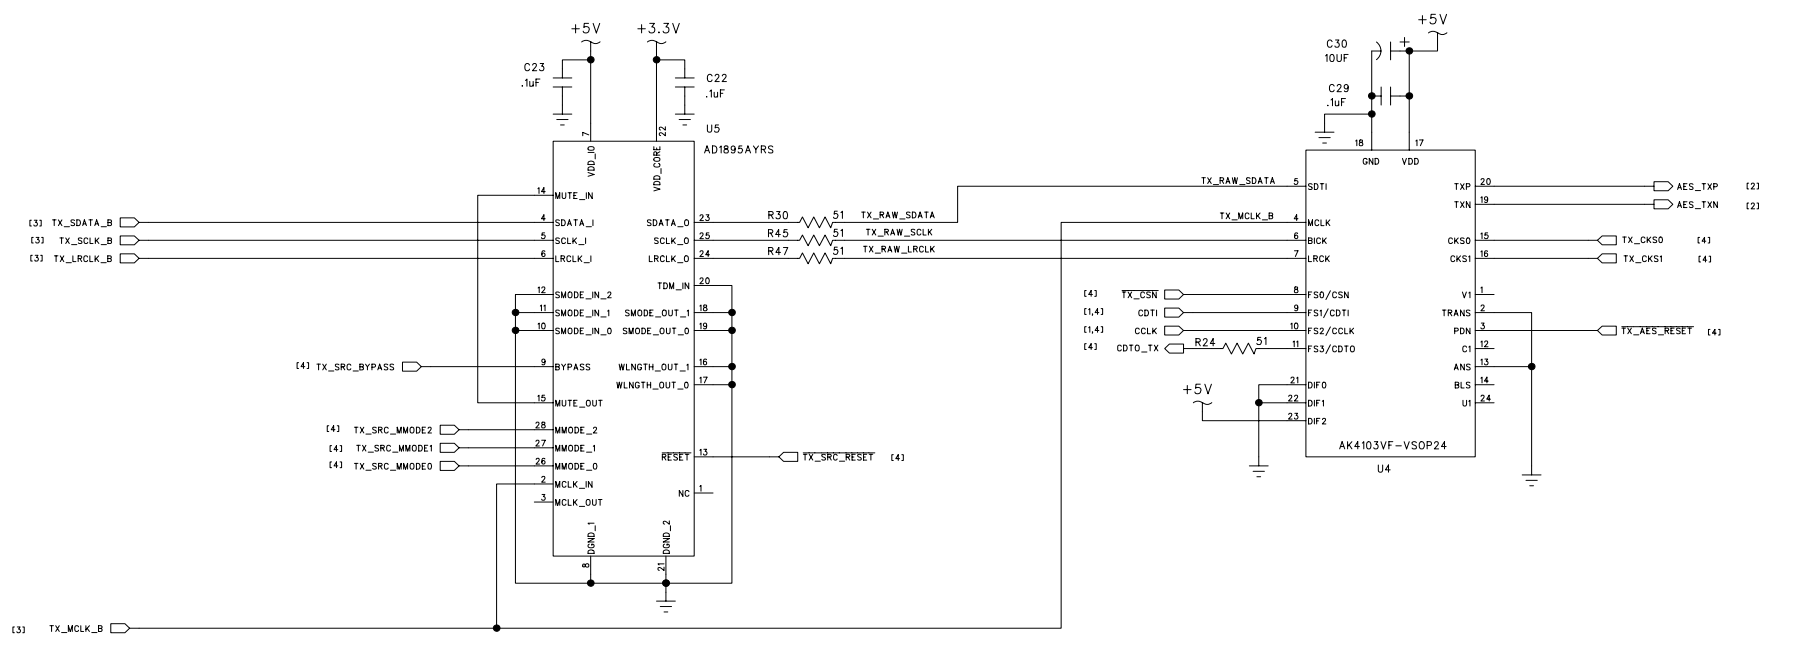 +5V
+3.3V
C23
.1uF
C22
.1uF
U5
AD1895AYRS
7
22
VDD_IO
VDD_CORE
14 MUTE_IN
[3] TX_SDATA_B 4 SDATA_I
[3] TX_SCLK_B 5 SCLK_I
[3] TX_LRCLK_B 6 LRCLK_I
12 SMODE_IN_2
11 SMODE_IN_1
10 SMODE_IN_0
[4] TX_SRC_BYPASS 9 BYPASS
15 MUTE_OUT
[4] TX_SRC_MMODE2 28 MMODE_2
[4] TX_SRC_MMODE1 27 MMODE_1
[4] TX_SRC_MMODE0 26 MMODE_0
2 MCLK_IN
3 MCLK_OUT
SDATA_O 23 R30 51 TX_RAW_SDATA
SCLK_O 25 R45 51 TX_RAW_SCLK
LRCLK_O 24 R47 51 TX_RAW_LRCLK
TDM_IN 20
SMODE_OUT_1 18
SMODE_OUT_0 19
WLNGTH_OUT_1 16
WLNGTH_OUT_0 17
RESET 13 TX_SRC_RESET [4]
NC 1
DGND_1
DGND_2
8
21
[3] TX_MCLK_B
+5V
C30
10UF
+
C29
.1uF
18
17
GND
VDD
TX_RAW_SDATA 5 SDTI
TX_MCLK_B 4 MCLK
6 BICK
7 LRCK
[4] TX_CSN 8 FS0/CSN
[1,4] CDTI 9 FS1/CDTI
[1,4] CCLK 10 FS2/CCLK
[4] CDTO_TX R24 51 11 FS3/CDTO
+5V
21 DIF0
22 DIF1
23 DIF2
TXP 20 AES_TXP [2]
TXN 19 AES_TXN [2]
CKS0 15 TX_CKS0 [4]
CKS1 16 TX_CKS1 [4]
V1 1
TRANS 2
PDN 3 TX_AES_RESET [4]
C1 12
ANS 13
BLS 14
U1 24
AK4103VF-VSOP24
U4